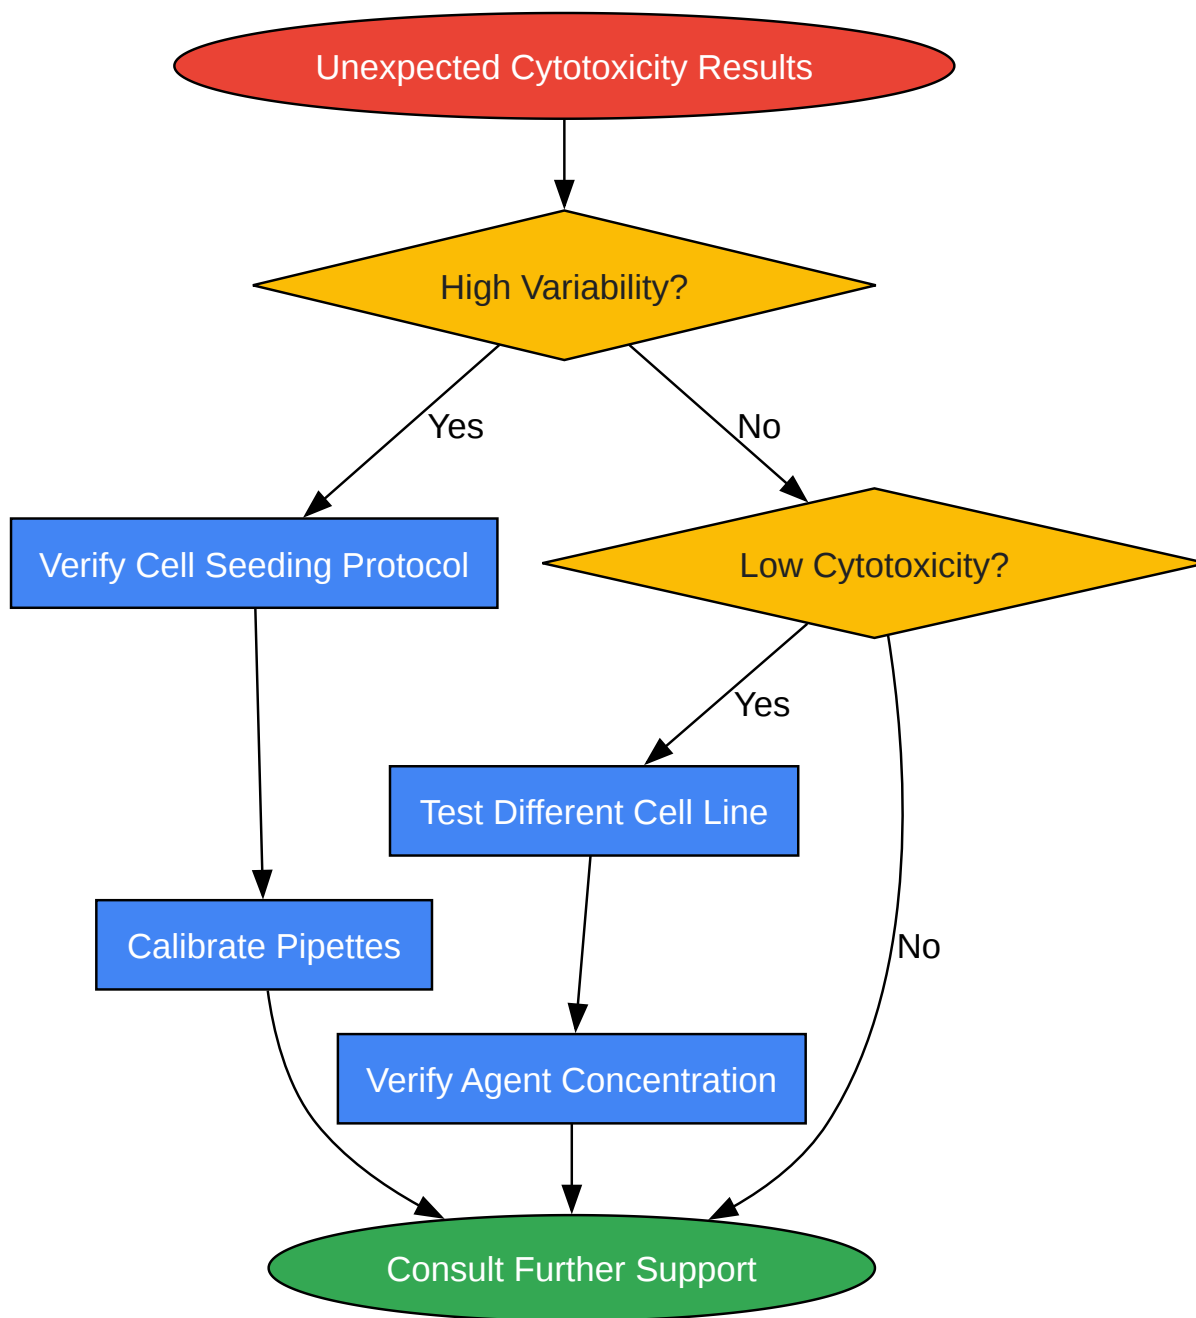 Unexpected Cytotoxicity Results
High Variability?
Yes
No
Verify Cell Seeding Protocol
Low Cytotoxicity?
Yes
Test Different Cell Line
Calibrate Pipettes
No
Verify Agent Concentration
Consult Further Support